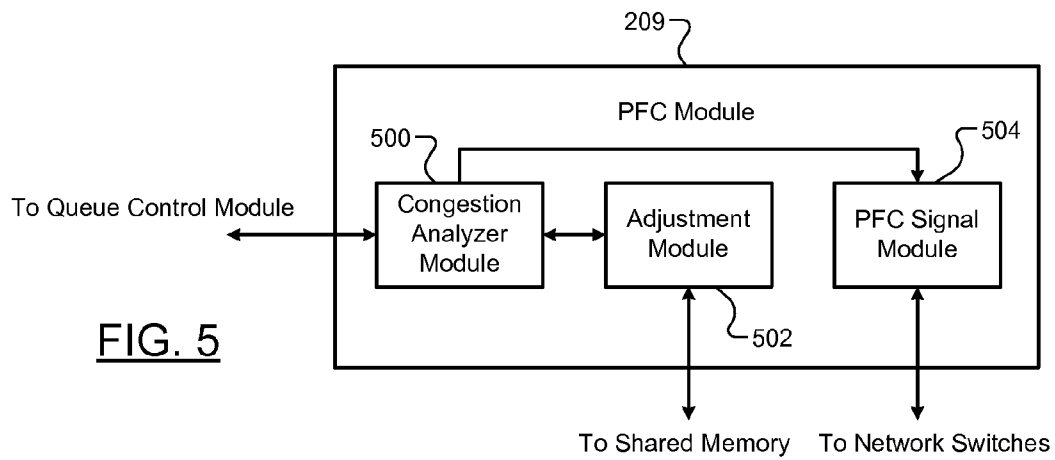 209
PFC Module
500
504
To Queue Control Module
Congestion
Analyzer
Module
Adjustment
Module
PFC Signal
Module
FIG. 5
502
To Shared Memory
To Network Switches